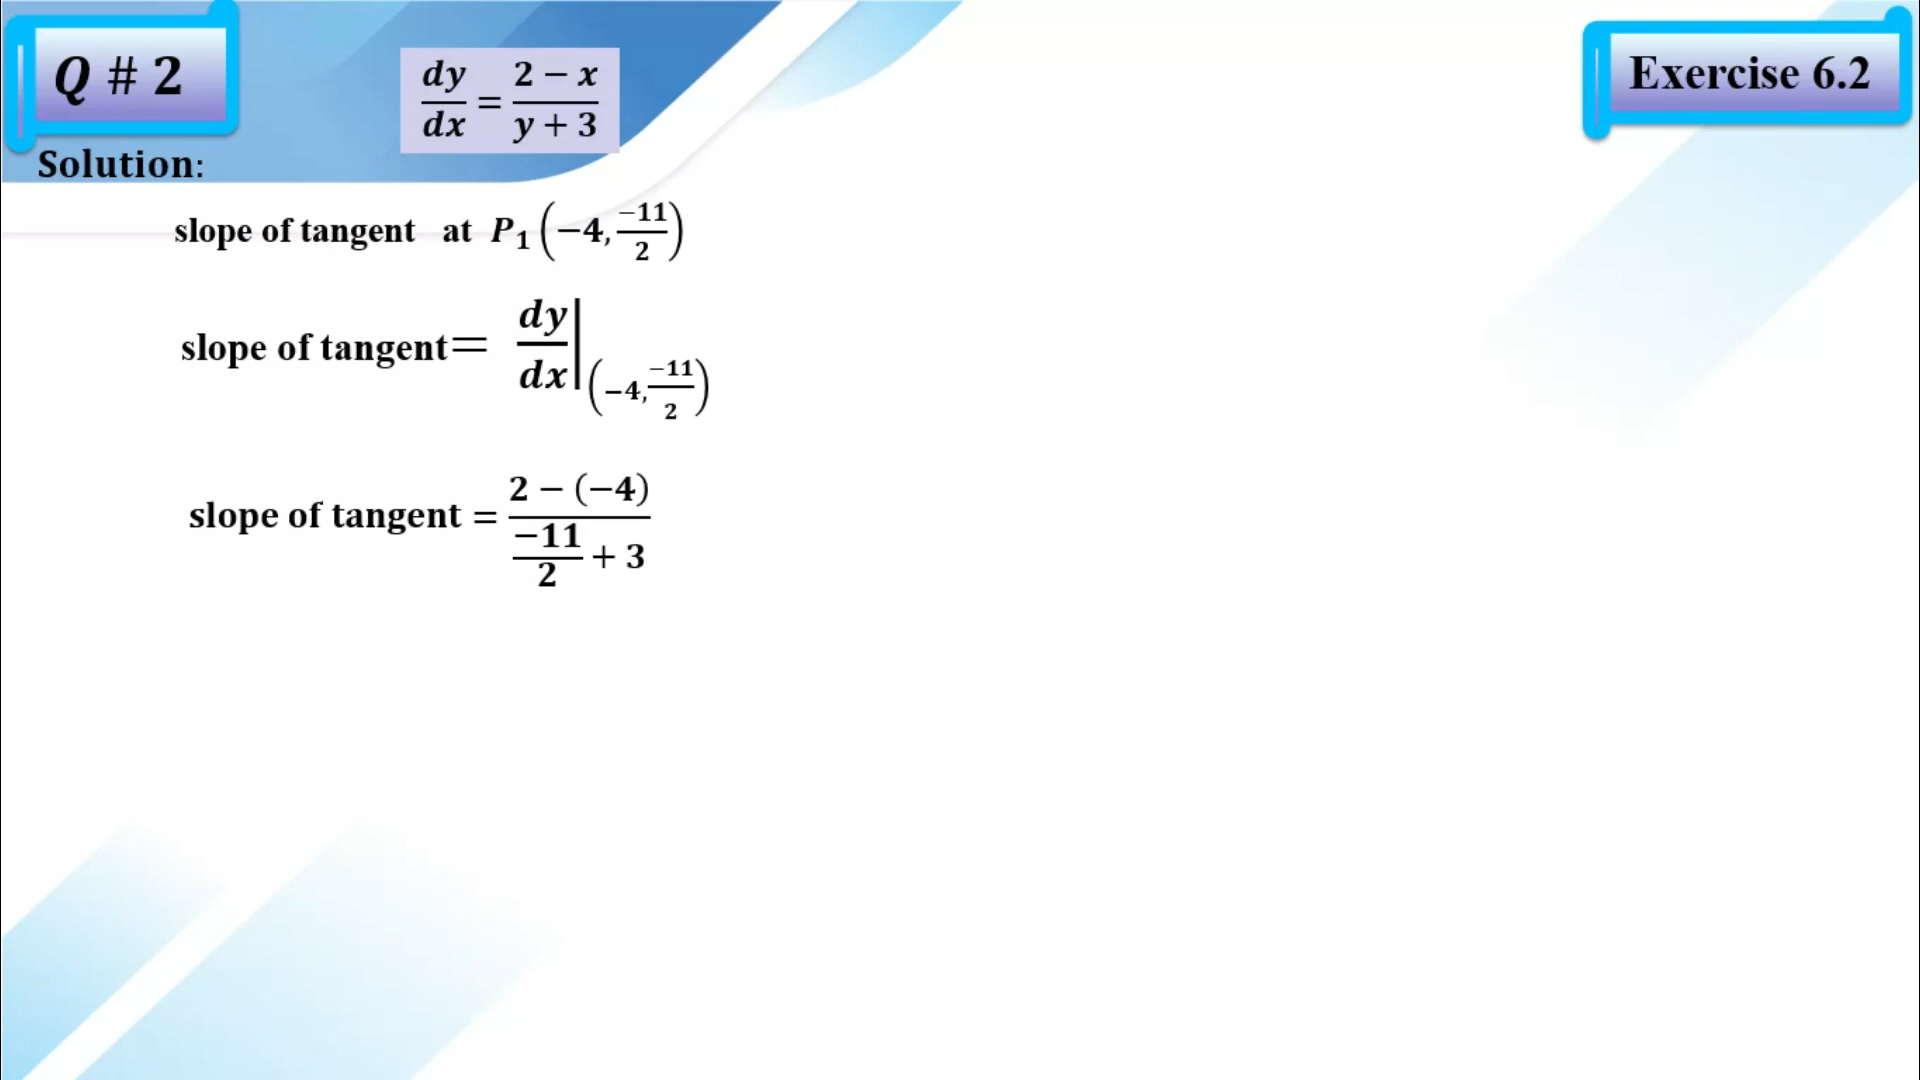 Q # 2
dy/dx = (2 − x)/(y + 3)
Exercise 6.2
Solution:
slope of tangent at P₁ (−4, −11/2)
slope of tangent = dy/dx |(−4, −11/2)
slope of tangent = (2 − (−4))/(−11/2 + 3)